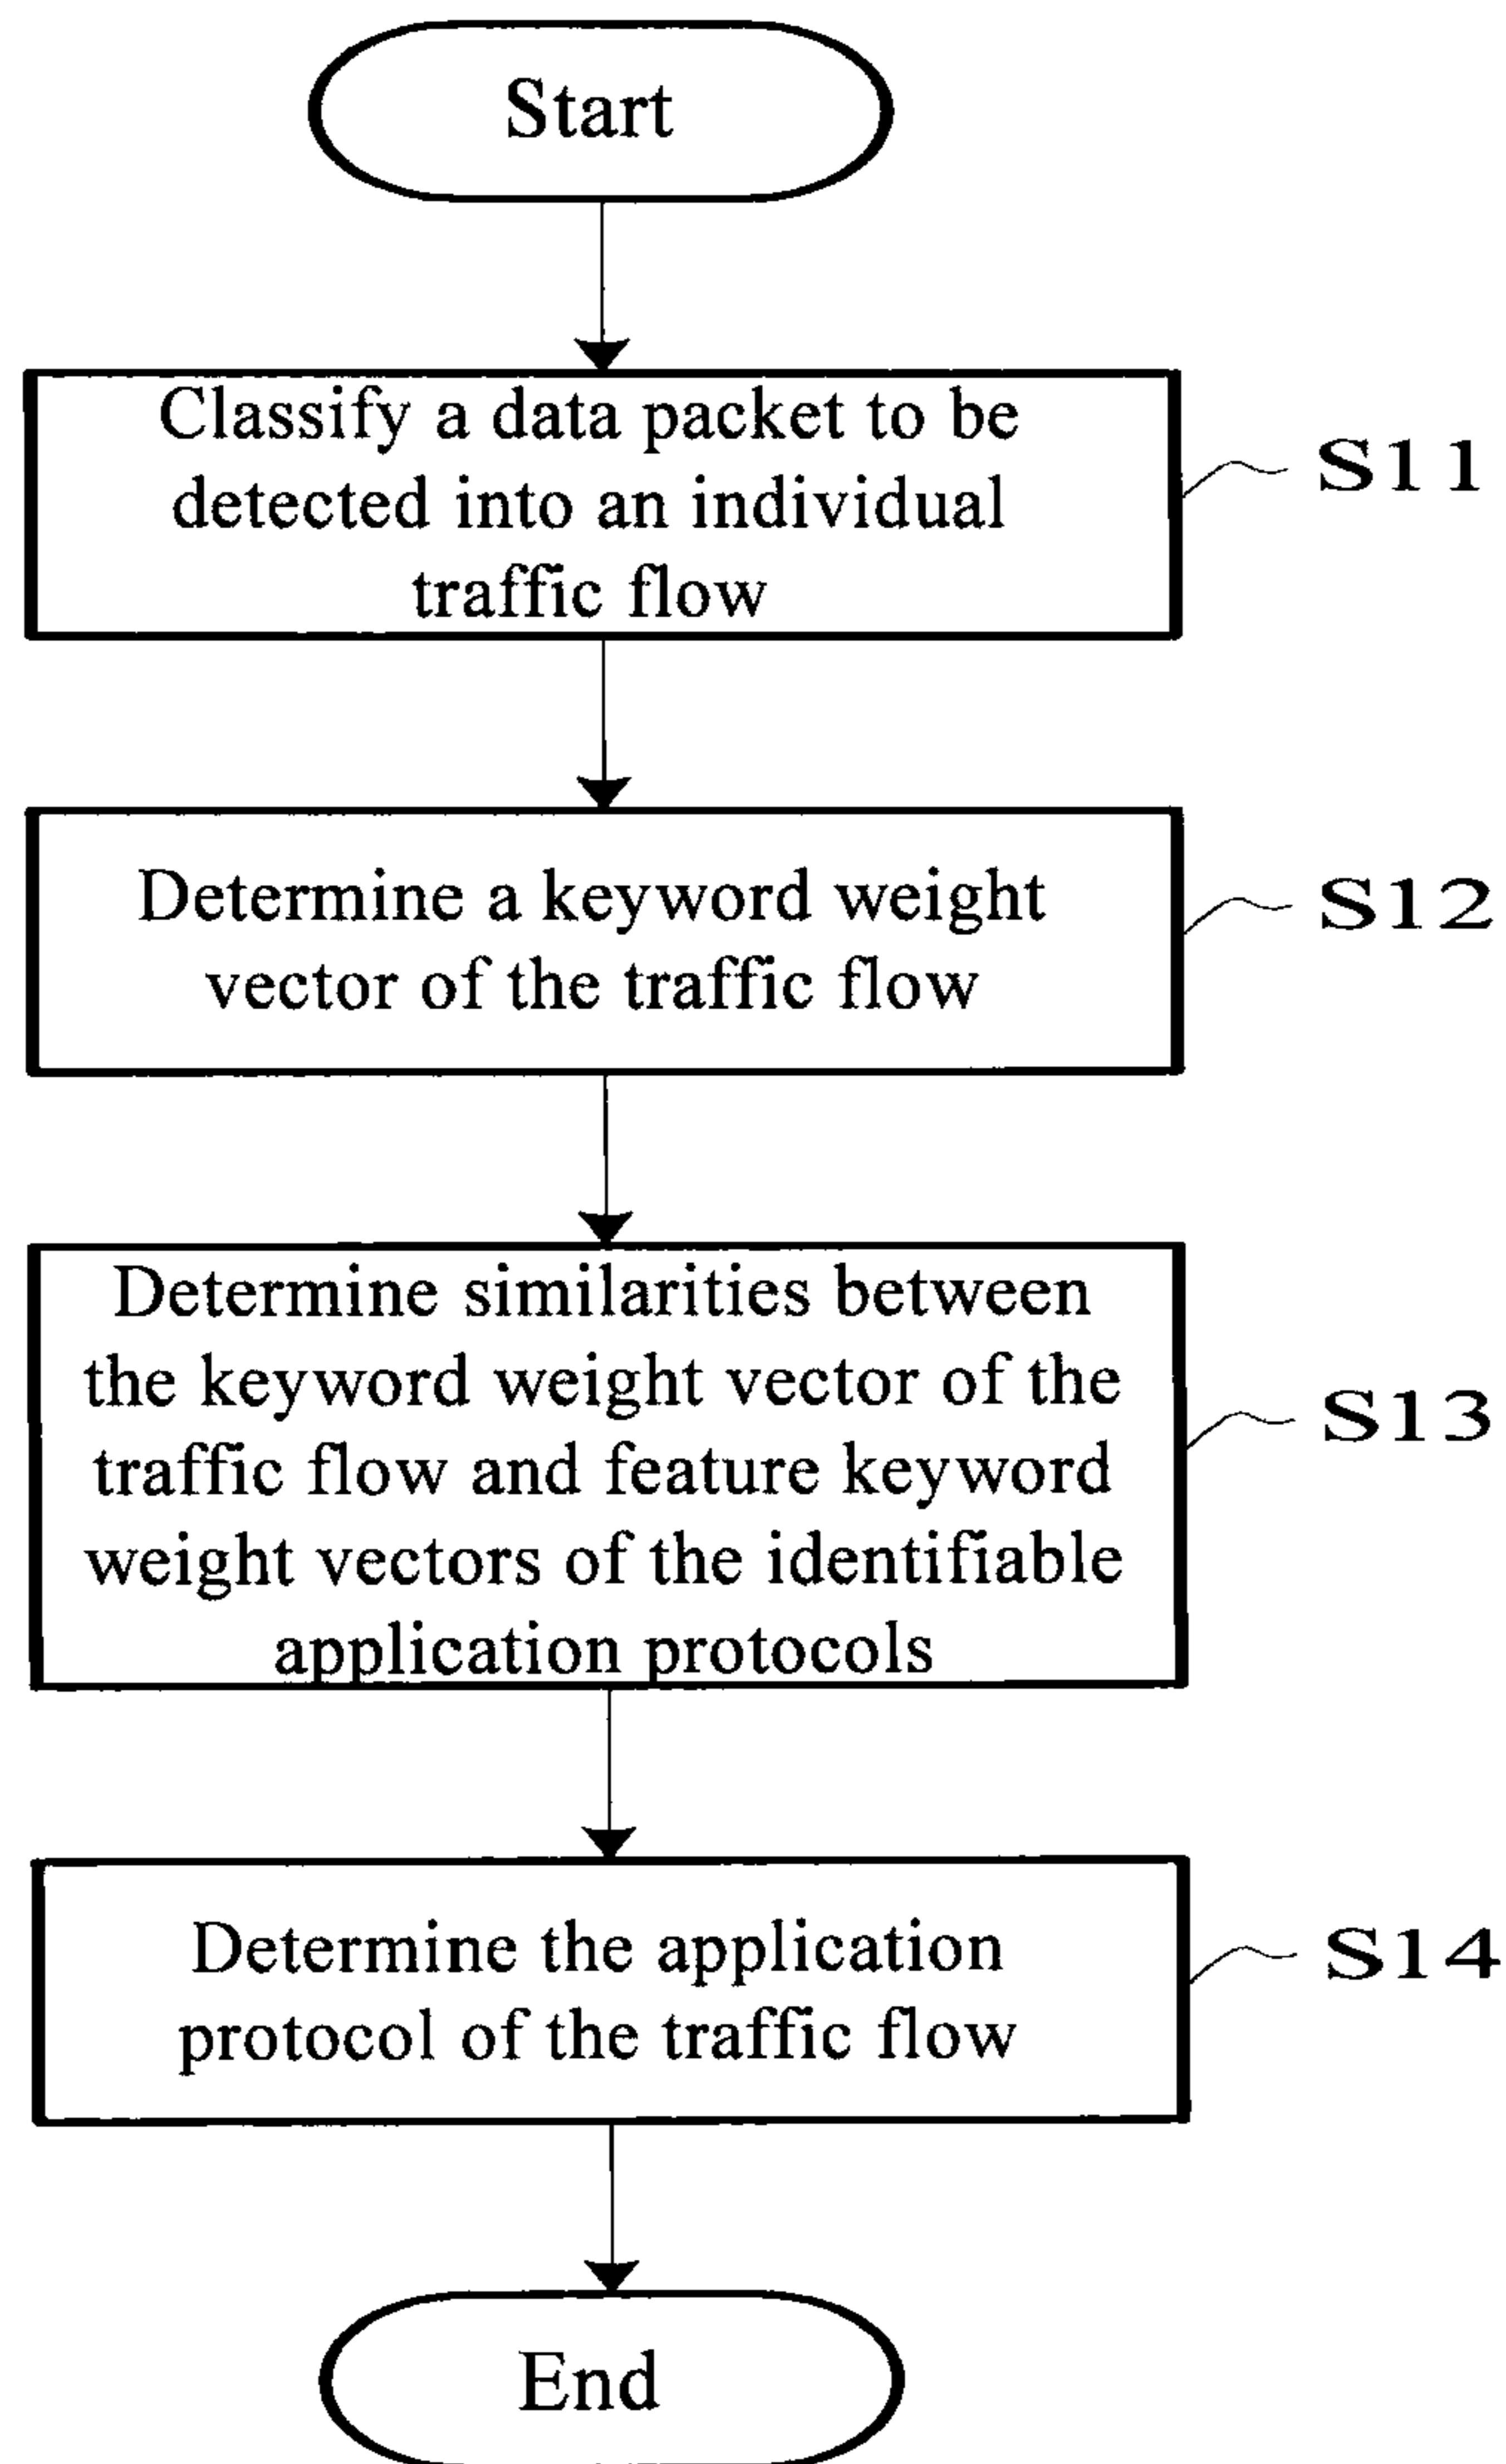 Start
Classify a data packet to be
detected into an individual
traffic flow
S11
Determine a keyword weight
vector of the traffic flow
S12
Determine similarities between
the keyword weight vector of the
traffic flow and feature keyword
weight vectors of the identifiable
application protocols
S13
Determine the application
protocol of the traffic flow
S14
End